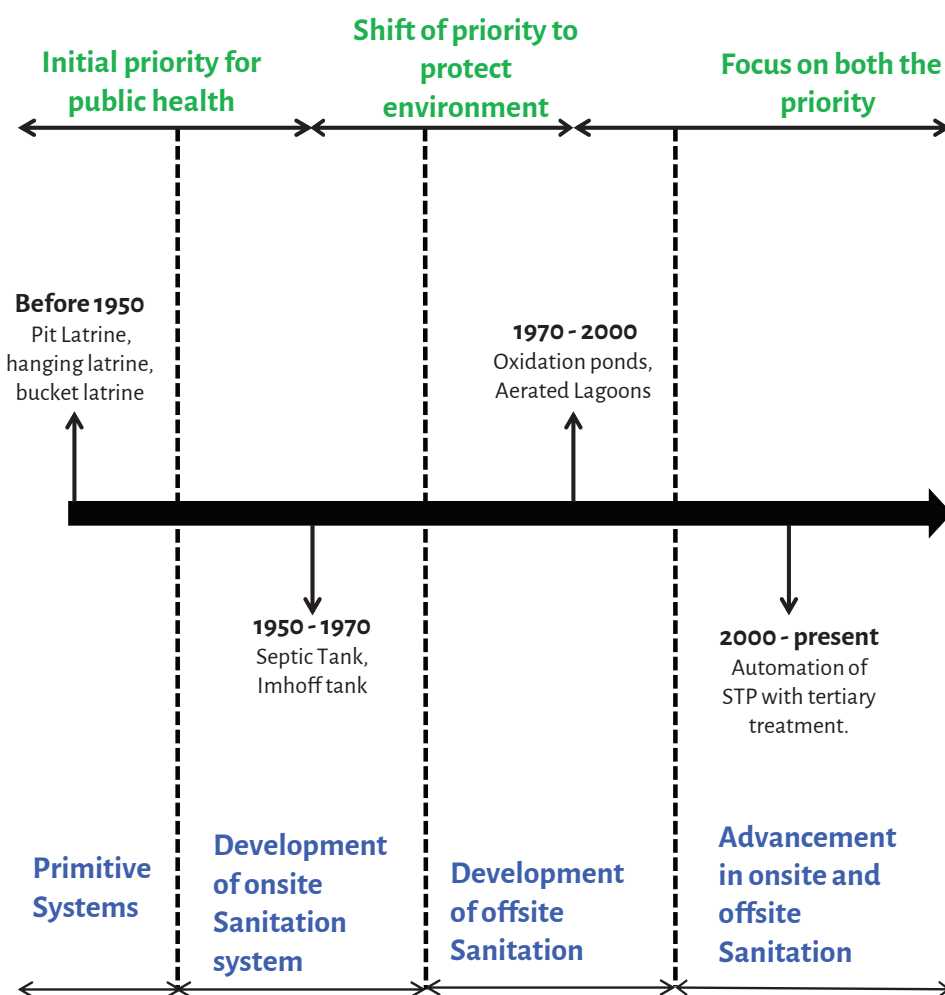 Initial priority for
public health
Shift of priority to
protect
environment
Focus on both the
priority
Before 1950
Pit Latrine,
hanging latrine,
bucket latrine
1970 - 2000
Oxidation ponds,
Aerated Lagoons
1950 - 1970
Septic Tank,
Imhoff tank
2000 - present
Automation of
STP with tertiary
treatment.
Primitive
Systems
Development
of onsite
Sanitation
system
Development
of offsite
Sanitation
Advancement
in onsite and
offsite
Sanitation